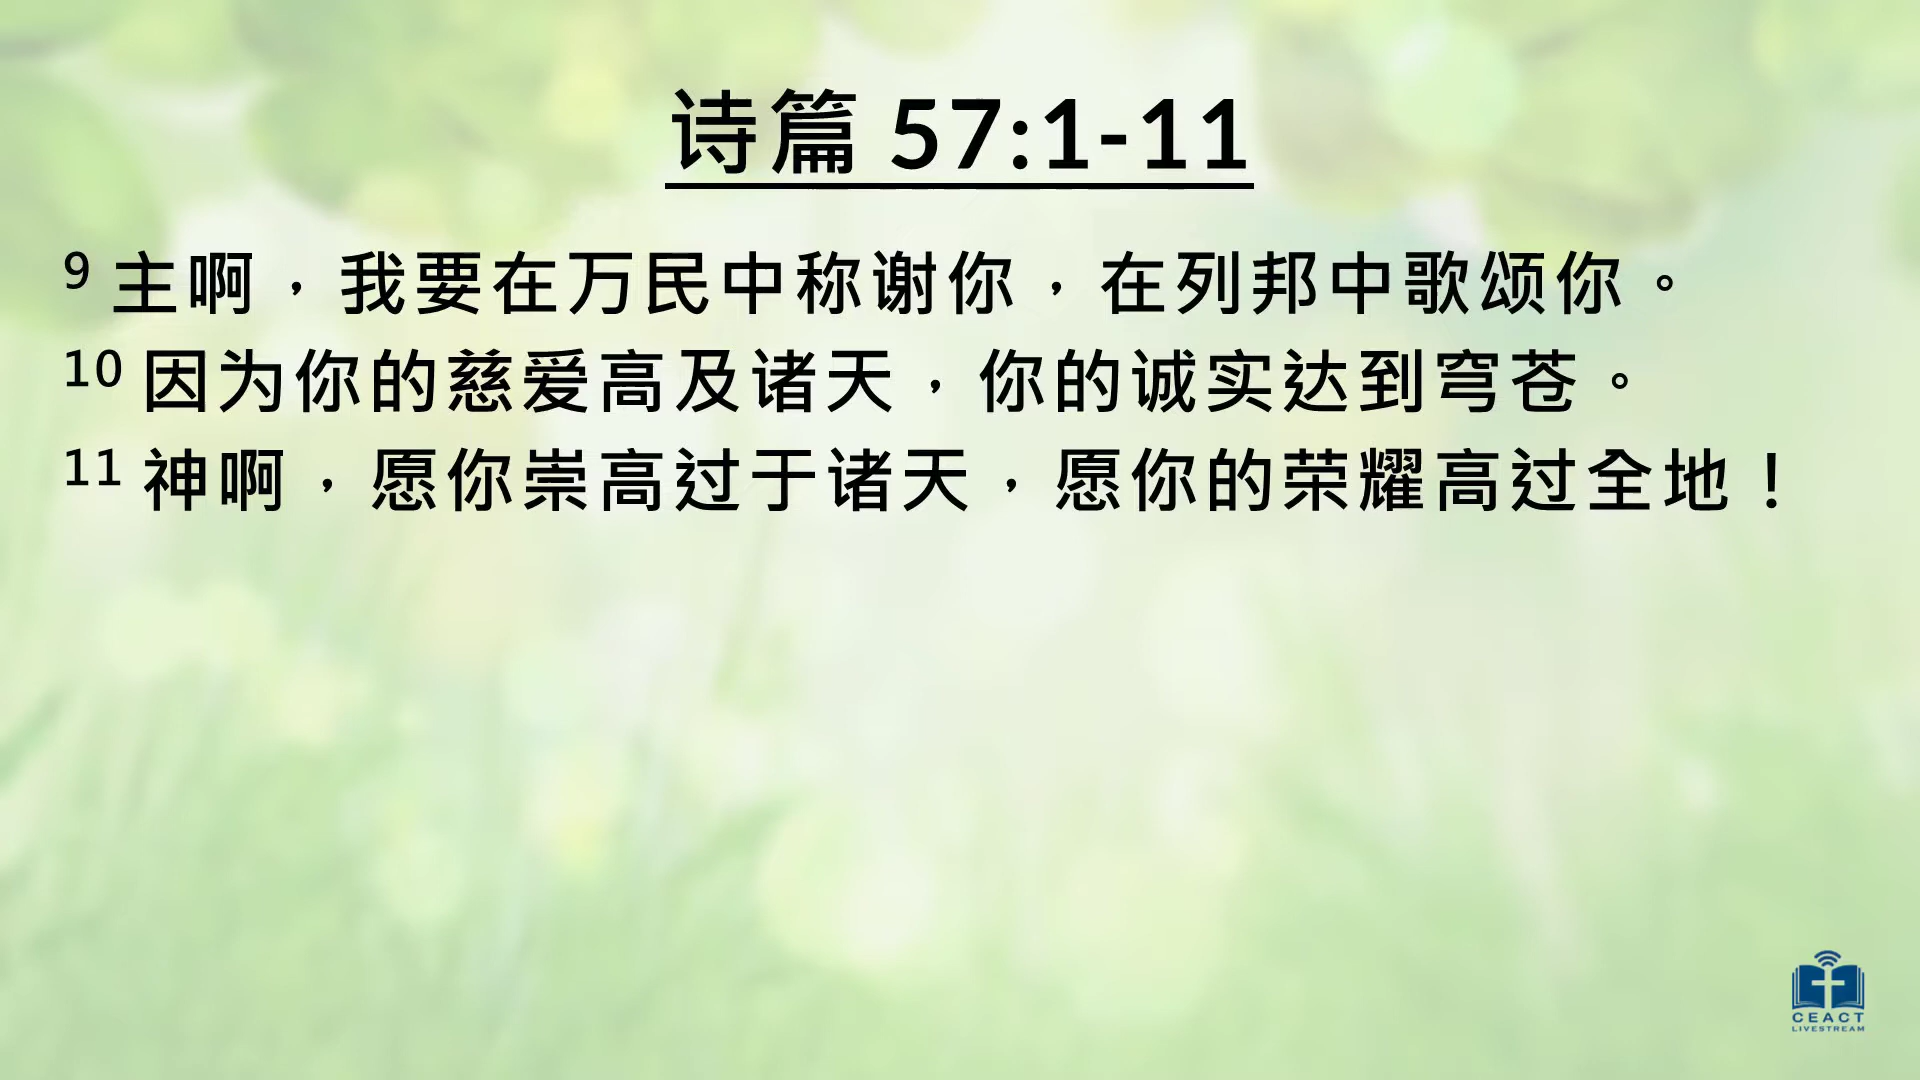 诗篇 57:1-11
9 主啊，我要在万民中称谢你，在列邦中歌颂你。
10 因为你的慈爱高及诸天，你的诚实达到穹苍。
11 神啊，愿你崇高过于诸天，愿你的荣耀高过全地！
CEACT
LIVESTREAM